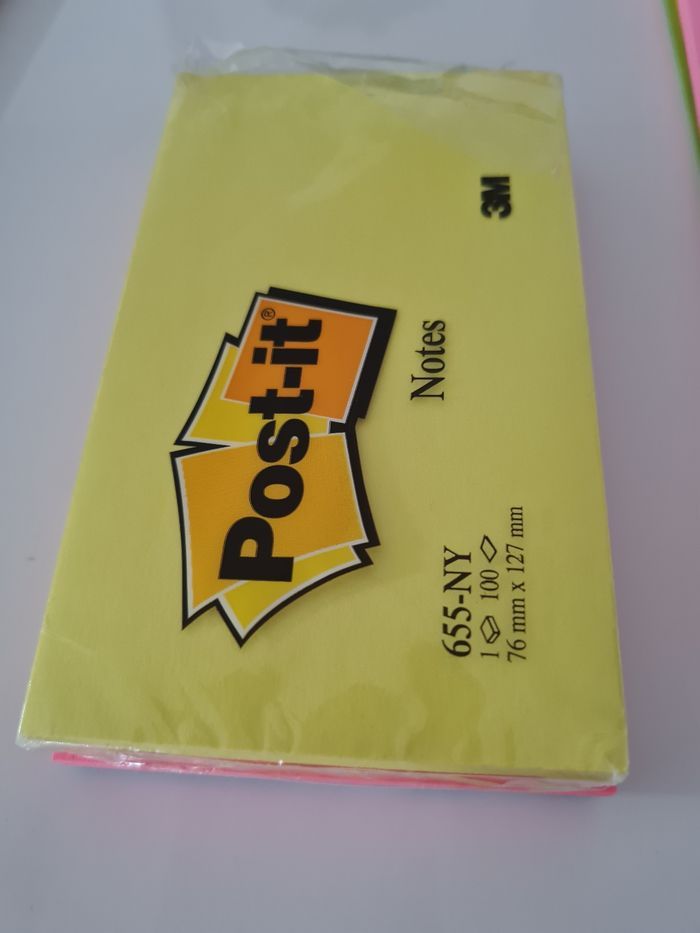 3M
Post-it®
Notes
655-NY
1 100
76 mm x 127 mm